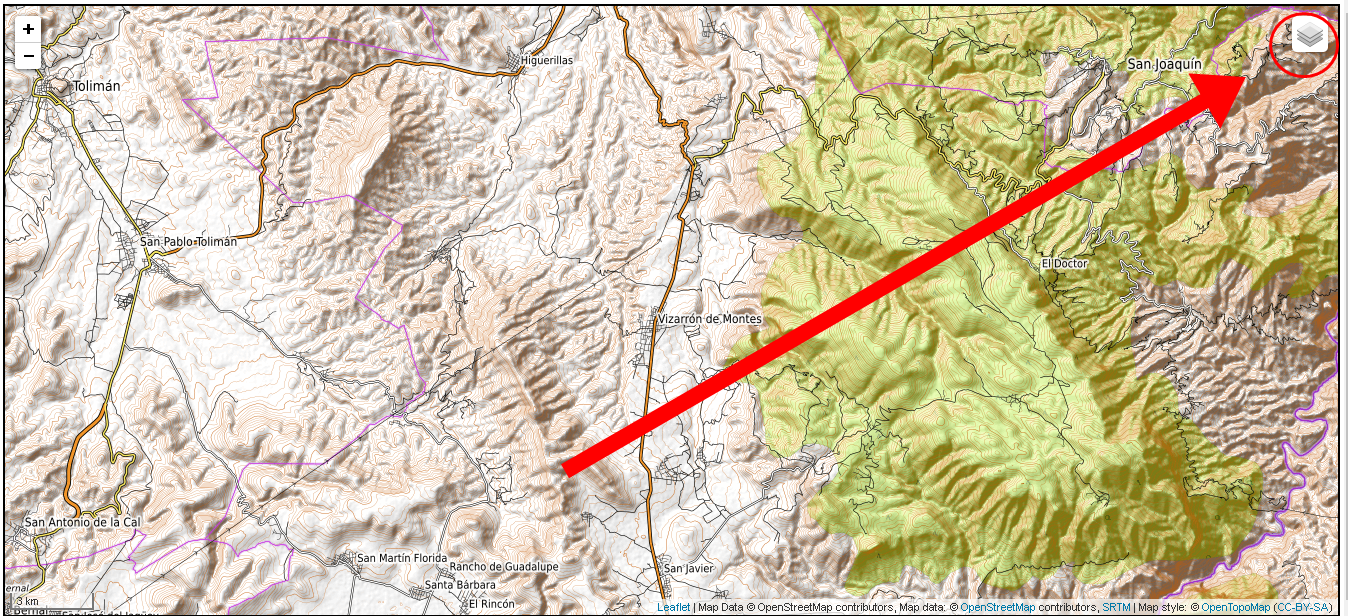 +
−
Higuerillas
San Joaquín
Tolimán
San Pablo Tolimán
El Doctor
Vizarrón de Montes
San Antonio de la Cal
San Martín Florida
Rancho de Guadalupe
San Javier
Santa Bárbara
ernal
3 km
El Rincón
Bernal
Leaflet | Map Data © OpenStreetMap contributors, Map data: © OpenStreetMap contributors, SRTM | Map style: © OpenTopoMap (CC-BY-SA)